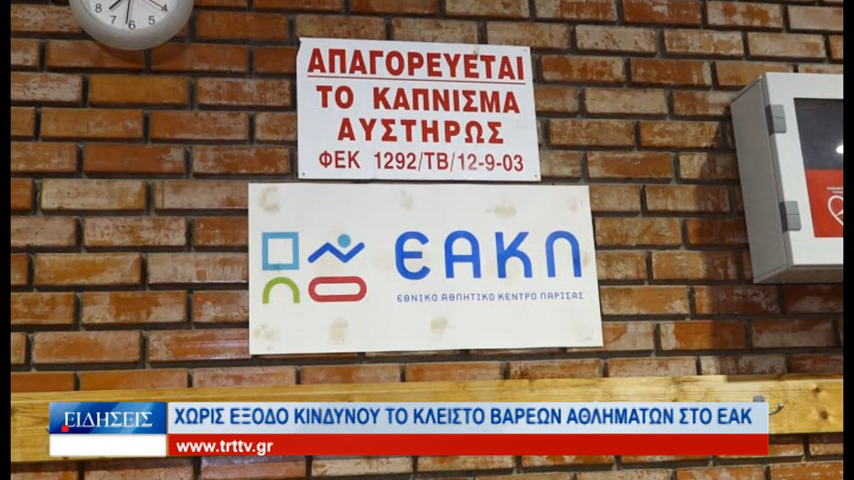 ΑΠΑΓΟΡΕΥΕΤΑΙ
ΤΟ ΚΑΠΝΙΣΜΑ
ΑΥΣΤΗΡΩΣ
ΦΕΚ 1292/ΤΒ/12-9-03
ΕΑΚΛ
ΕΘΝΙΚΟ ΑΘΛΗΤΙΚΟ ΚΕΝΤΡΟ ΛΑΡΙΣΑΣ
ΕΙΔΗΣΕΙΣ
ΧΩΡΙΣ ΕΞΟΔΟ ΚΙΝΔΥΝΟΥ ΤΟ ΚΛΕΙΣΤΟ ΒΑΡΕΩΝ ΑΘΛΗΜΑΤΩΝ ΣΤΟ ΕΑΚ
www.trttv.gr